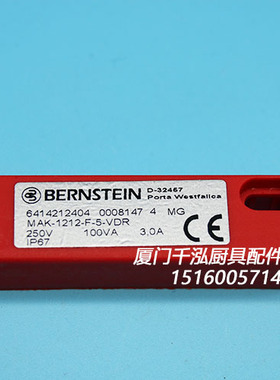 BERNSTEIN
D-32457
Porta Westfalica
6414212404 0008147 4 MG
MAK-1212-F-5-VDR
250V 100VA 3,0A
IP67
CE
厦门千泓厨具配件
15160005714